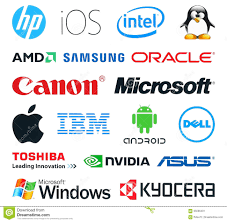 hp iOS intel
AMD SAMSUNG ORACLE
Canon Microsoft
IBM ANDROID DELL
TOSHIBA
Leading Innovation >>> NVIDIA ASUS
Microsoft
Windows KYOCERA